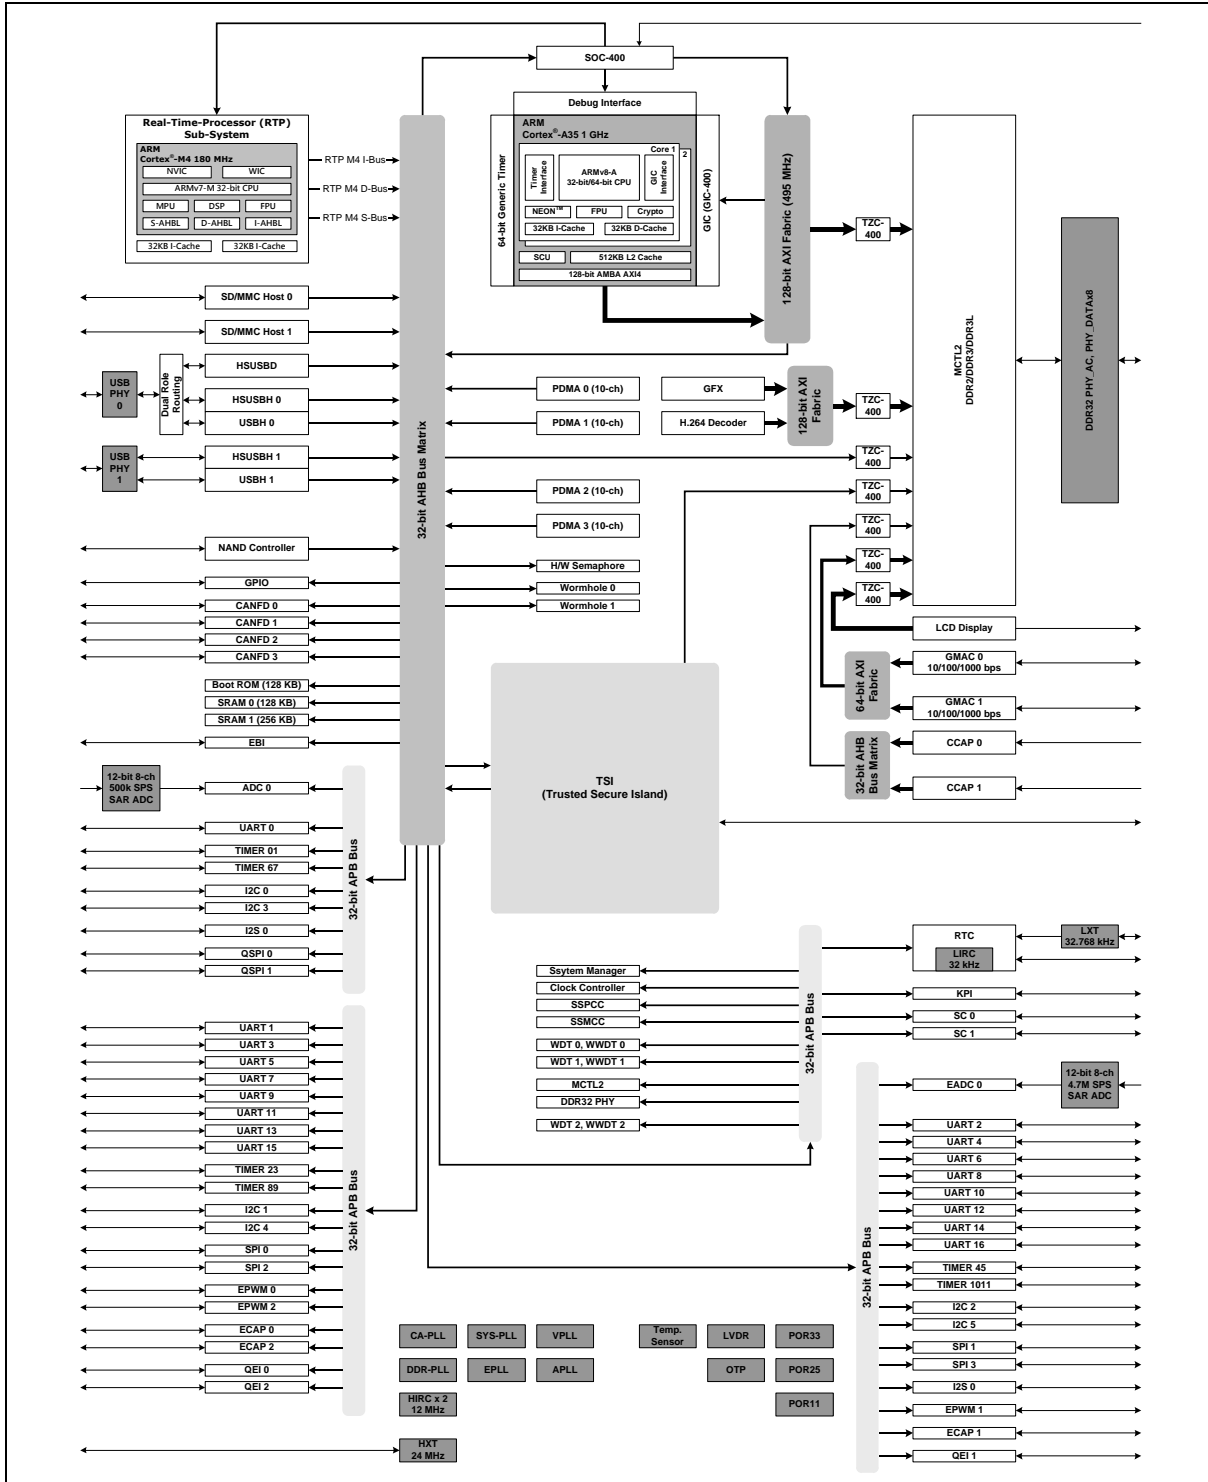 SOC-400
Debug Interface
Real-Time-Processor (RTP)
Sub-System
ARM
Cortex®-M4 180 MHz
NVIC
WIC
ARMv7-M 32-bit CPU
MPU
DSP
FPU
S-AHBL
D-AHBL
I-AHBL
32KB I-Cache
32KB I-Cache
RTP M4 I-Bus
RTP M4 D-Bus
RTP M4 S-Bus
64-bit Generic Timer
ARM
Cortex®-A35 1 GHz
Core 1
2
Timer
Interface
ARMv8-A
32-bit/64-bit CPU
GIC
Interface
NEON™
FPU
Crypto
32KB I-Cache
32KB D-Cache
SCU
512KB L2 Cache
128-bit AMBA AXI4
GIC (GIC-400)
128-bit AXI Fabric (495 MHz)
TZC-
400
MCTL2
DDR2/DDR3/DDR3L
DDR32 PHY_AC, PHY_DATAx8
SD/MMC Host 0
SD/MMC Host 1
USB
PHY
0
Dual Role
Routing
HSUSBD
HSUSBH 0
USBH 0
USB
PHY
1
HSUSBH 1
USBH 1
32-bit AHB Bus Matrix
PDMA 0 (10-ch)
PDMA 1 (10-ch)
GFX
H.264 Decoder
128-bit AXI
Fabric
TZC-
400
TZC-
400
PDMA 2 (10-ch)
TZC-
400
PDMA 3 (10-ch)
TZC-
400
NAND Controller
H/W Semaphore
TZC-
400
GPIO
Wormhole 0
TZC-
400
CANFD 0
Wormhole 1
CANFD 1
CANFD 2
CANFD 3
LCD Display
64-bit AXI
Fabric
GMAC 0
10/100/1000 bps
GMAC 1
10/100/1000 bps
Boot ROM (128 KB)
SRAM 0 (128 KB)
SRAM 1 (256 KB)
EBI
32-bit AHB
Bus Matrix
CCAP 0
CCAP 1
TSI
(Trusted Secure Island)
12-bit 8-ch
500k SPS
SAR ADC
ADC 0
UART 0
TIMER 01
TIMER 67
I2C 0
I2C 3
I2S 0
QSPI 0
QSPI 1
32-bit APB Bus
RTC
LIRC
32 kHz
LXT
32.768 kHz
Ssytem Manager
Clock Controller
SSPCC
SSMCC
WDT 0, WWDT 0
WDT 1, WWDT 1
MCTL2
DDR32 PHY
WDT 2, WWDT 2
32-bit APB Bus
KPI
SC 0
SC 1
UART 1
UART 3
UART 5
UART 7
UART 9
UART 11
UART 13
UART 15
TIMER 23
TIMER 89
I2C 1
I2C 4
SPI 0
SPI 2
EPWM 0
EPWM 2
ECAP 0
ECAP 2
QEI 0
QEI 2
32-bit APB Bus
32-bit APB Bus
EADC 0
12-bit 8-ch
4.7M SPS
SAR ADC
UART 2
UART 4
UART 6
UART 8
UART 10
UART 12
UART 14
UART 16
TIMER 45
TIMER 1011
I2C 2
I2C 5
SPI 1
SPI 3
I2S 0
EPWM 1
ECAP 1
QEI 1
CA-PLL
SYS-PLL
VPLL
Temp.
Sensor
LVDR
POR33
DDR-PLL
EPLL
APLL
OTP
POR25
HIRC x 2
12 MHz
POR11
HXT
24 MHz